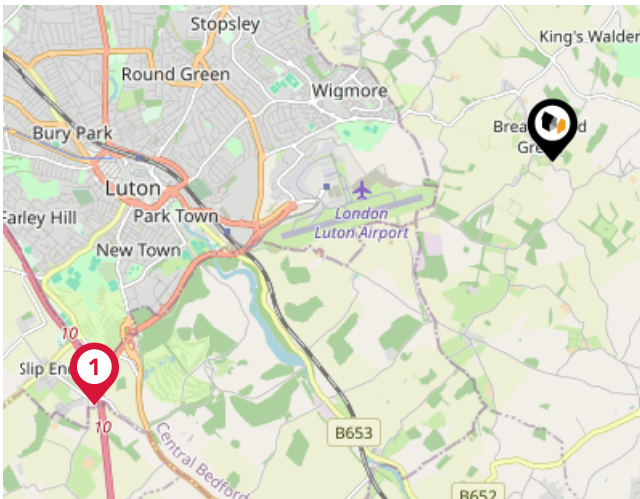 Stopsley
King's Walden
Round Green
Wigmore
Bury Park
Luton
Farley Hill
Park Town
London
Luton Airport
New Town
10
Slip
1
10
B653
Central Bedford
B652